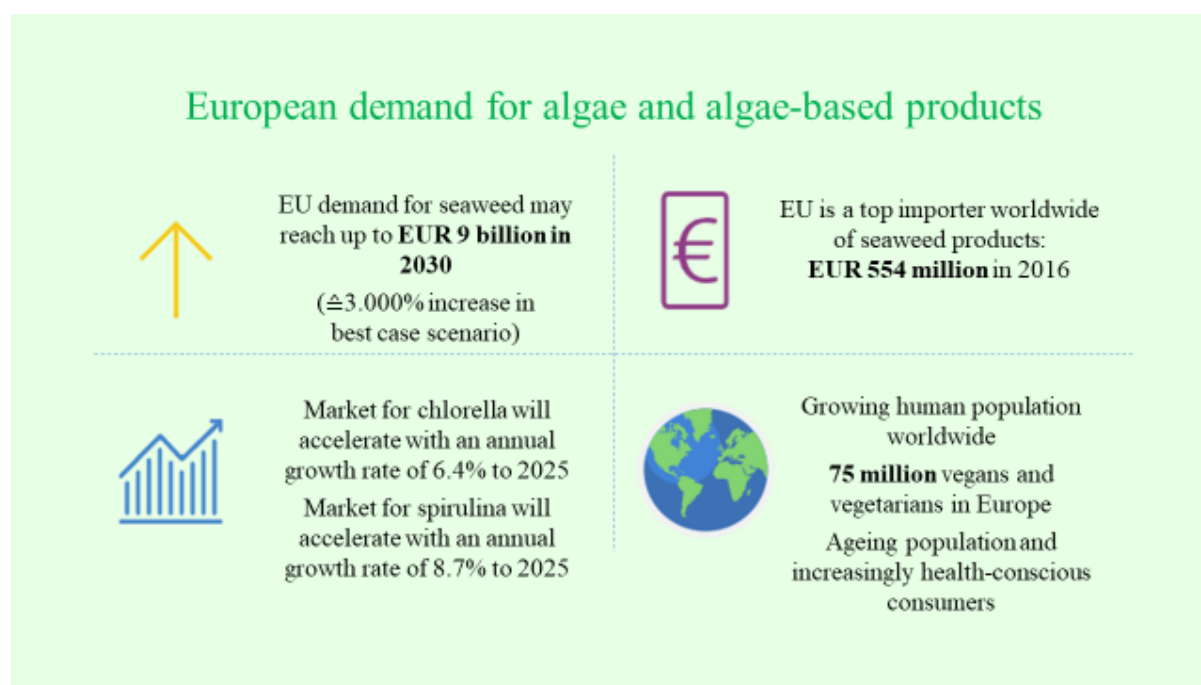 European demand for algae and algae-based products
EU demand for seaweed may
reach up to EUR 9 billion in
2030
(≙3.000% increase in
best case scenario)
€
EU is a top importer worldwide
of seaweed products:
EUR 554 million in 2016
Market for chlorella will
accelerate with an annual
growth rate of 6.4% to 2025
Market for spirulina will
accelerate with an annual
growth rate of 8.7% to 2025
Growing human population
worldwide
75 million vegans and
vegetarians in Europe
Ageing population and
increasingly health-conscious
consumers